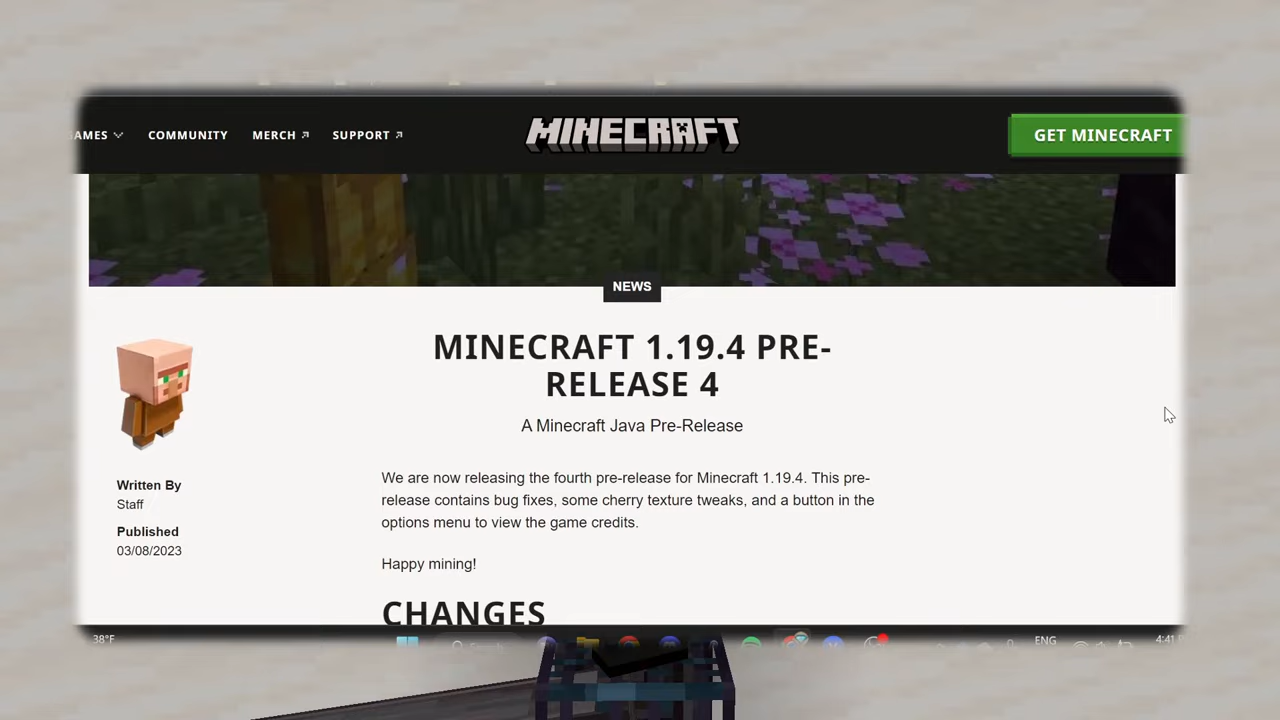 AMES COMMUNITY MERCH SUPPORT MINECRAFT GET MINECRAFT
NEWS
MINECRAFT 1.19.4 PRE-
RELEASE 4
A Minecraft Java Pre-Release
We are now releasing the fourth pre-release for Minecraft 1.19.4. This pre-
release contains bug fixes, some cherry texture tweaks, and a button in the
options menu to view the game credits.
Happy mining!
CHANGES
Written By
Staff
Published
03/08/2023
38°F ENG 4:41